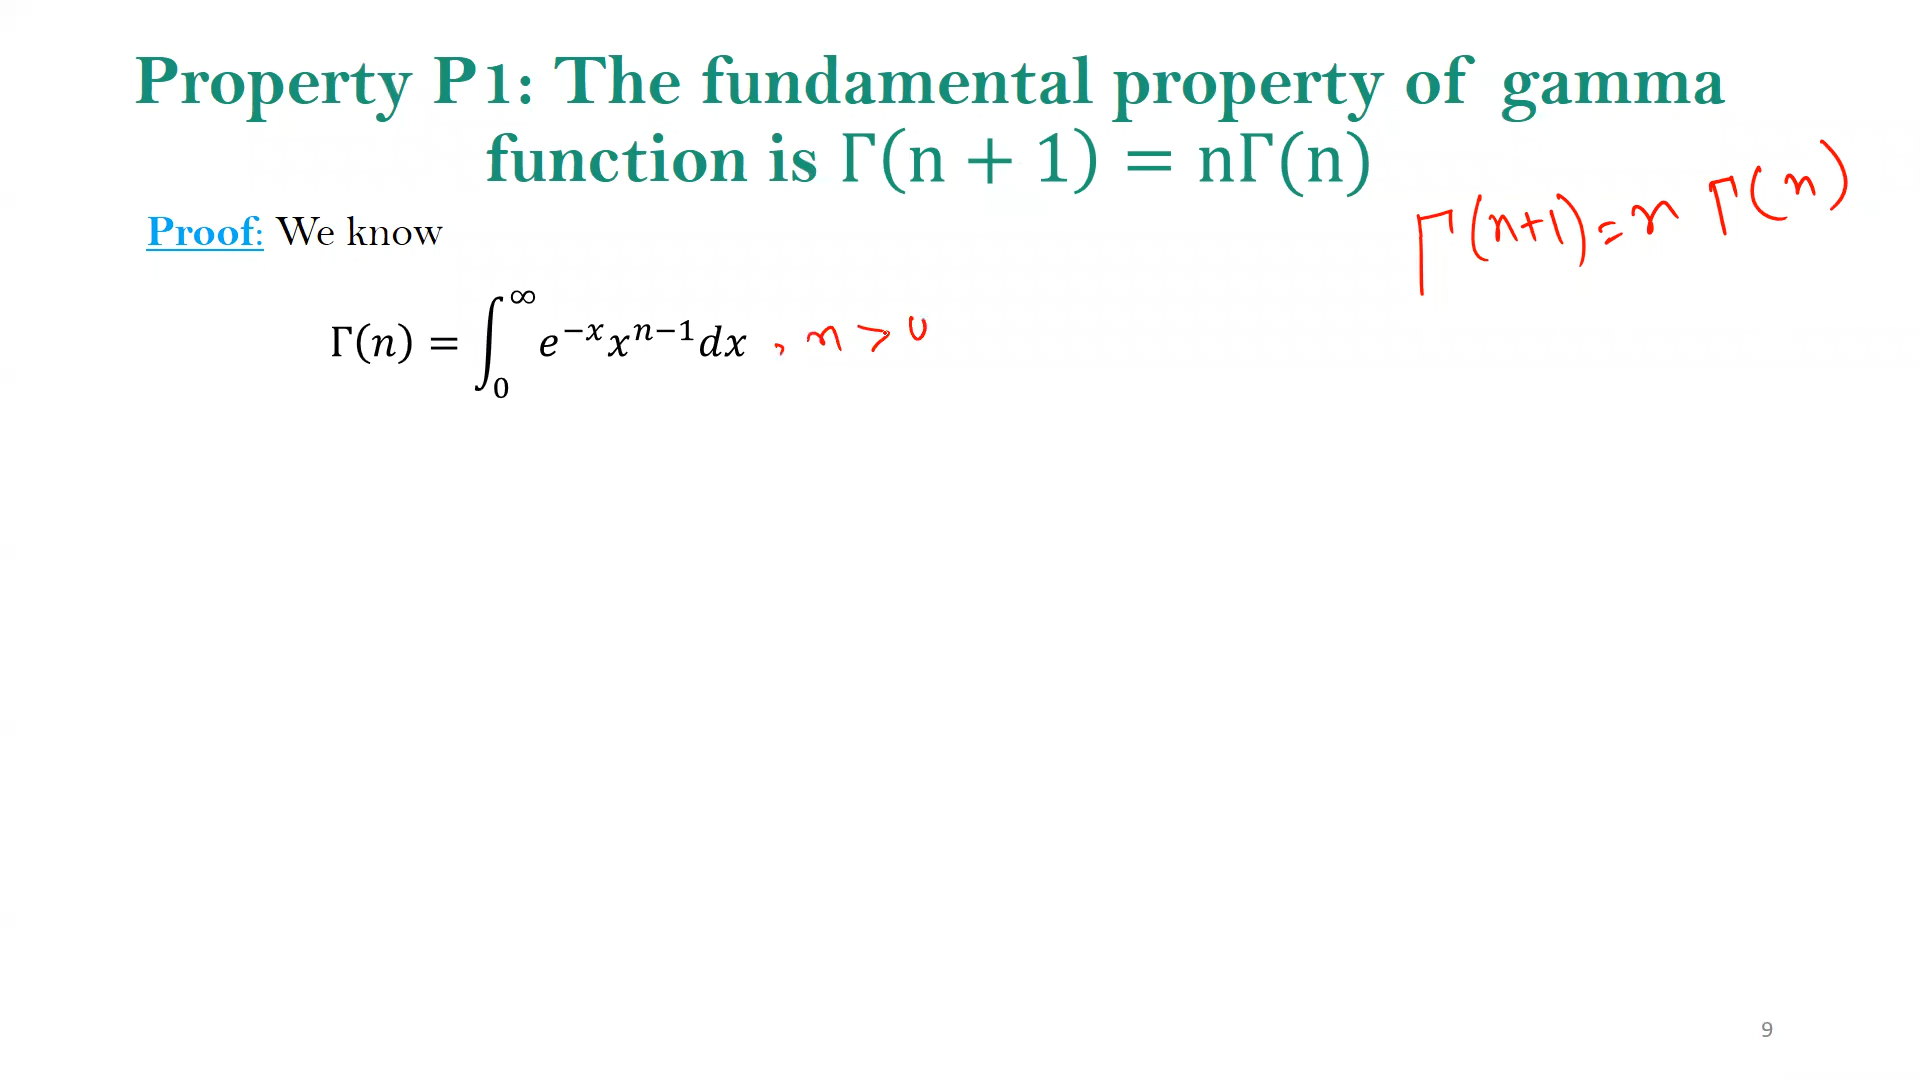 Property P1: The fundamental property of gamma
function is Γ(n + 1) = nΓ(n)
Γ(n+1) = n Γ(n)
Proof: We know
Γ(n) = ∫₀^∞ e^{−x} x^{n−1} dx , n > 0
9